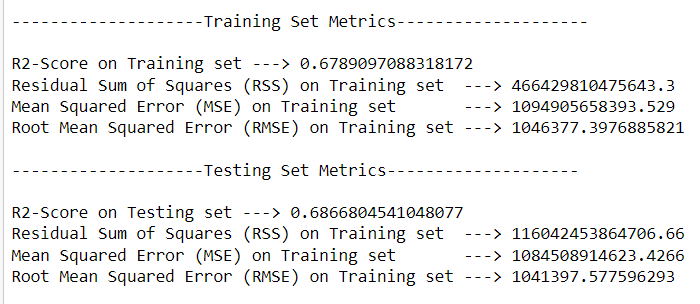 --------------------Training Set Metrics--------------------
R2-Score on Training set ---> 0.6789097088318172
Residual Sum of Squares (RSS) on Training set  ---> 466429810475643.3
Mean Squared Error (MSE) on Training set       ---> 1094905658393.529
Root Mean Squared Error (RMSE) on Training set ---> 1046377.3976885821
--------------------Testing Set Metrics--------------------
R2-Score on Testing set ---> 0.6866804541048077
Residual Sum of Squares (RSS) on Training set  ---> 116042453864706.66
Mean Squared Error (MSE) on Training set       ---> 1084508914623.4266
Root Mean Squared Error (RMSE) on Training set ---> 1041397.577596293